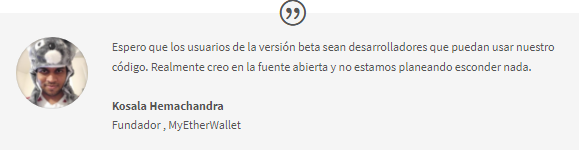 Espero que los usuarios de la versión beta sean desarrolladores que puedan usar nuestro
código. Realmente creo en la fuente abierta y no estamos planeando esconder nada.
Kosala Hemachandra
Fundador , MyEtherWallet